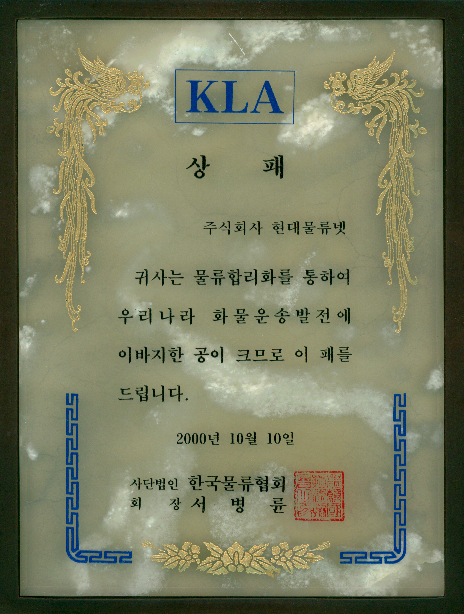 KLA
상 패
주식회사 현대물류넷
귀사는 물류합리화를 통하여
우리나라 화물운송발전에
이바지한 공이 크므로 이 패를
드립니다.
2000년 10월 10일
사단법인 한국물류협회
회 장 서 병 륜